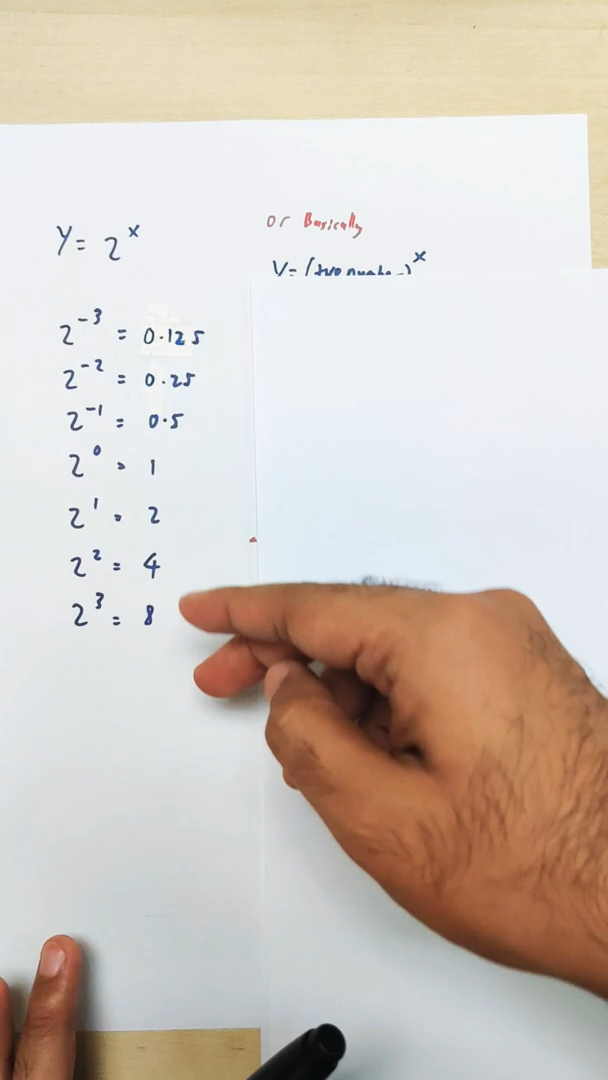 Y = 2^x
2^-3 = 0.125
2^-2 = 0.25
2^-1 = 0.5
2^0 = 1
2^1 = 2
2^2 = 4
2^3 = 8
or Basically